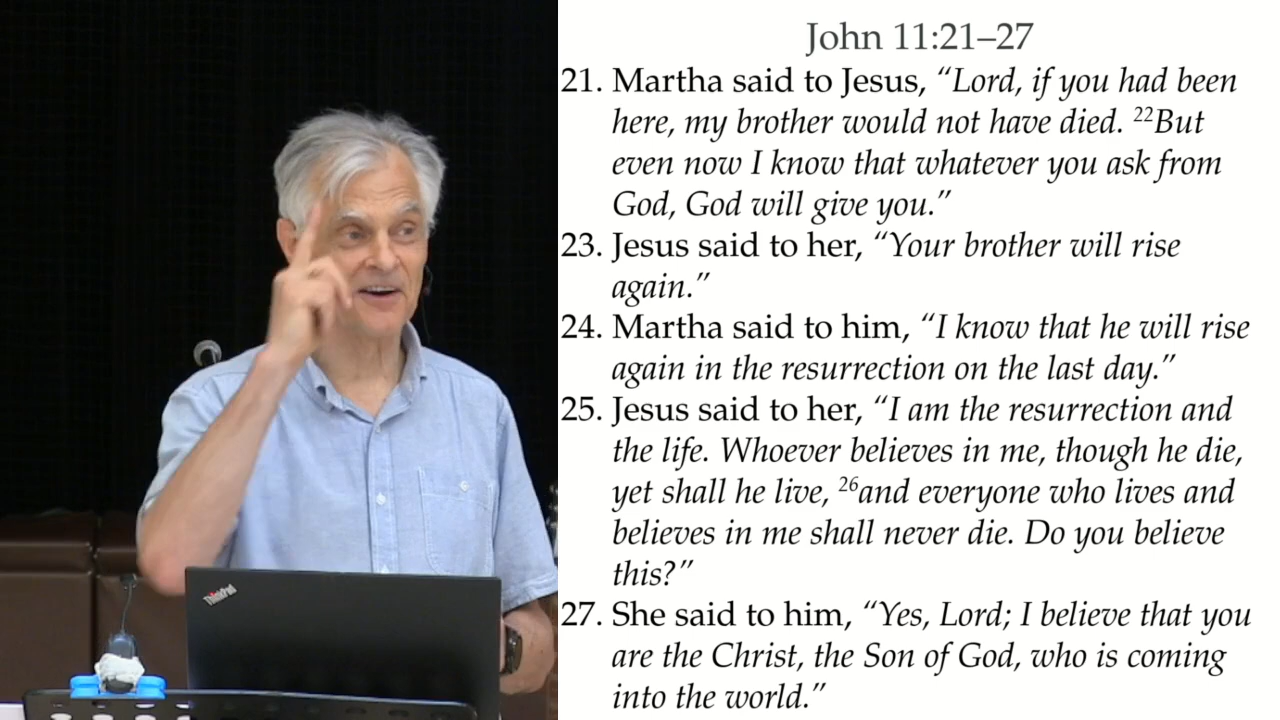 John 11:21–27
21. Martha said to Jesus, “Lord, if you had been
here, my brother would not have died. ²²But
even now I know that whatever you ask from
God, God will give you.”
23. Jesus said to her, “Your brother will rise
again.”
24. Martha said to him, “I know that he will rise
again in the resurrection on the last day.”
25. Jesus said to her, “I am the resurrection and
the life. Whoever believes in me, though he die,
yet shall he live, ²⁶and everyone who lives and
believes in me shall never die. Do you believe
this?”
27. She said to him, “Yes, Lord; I believe that you
are the Christ, the Son of God, who is coming
into the world.”
ThinkPad